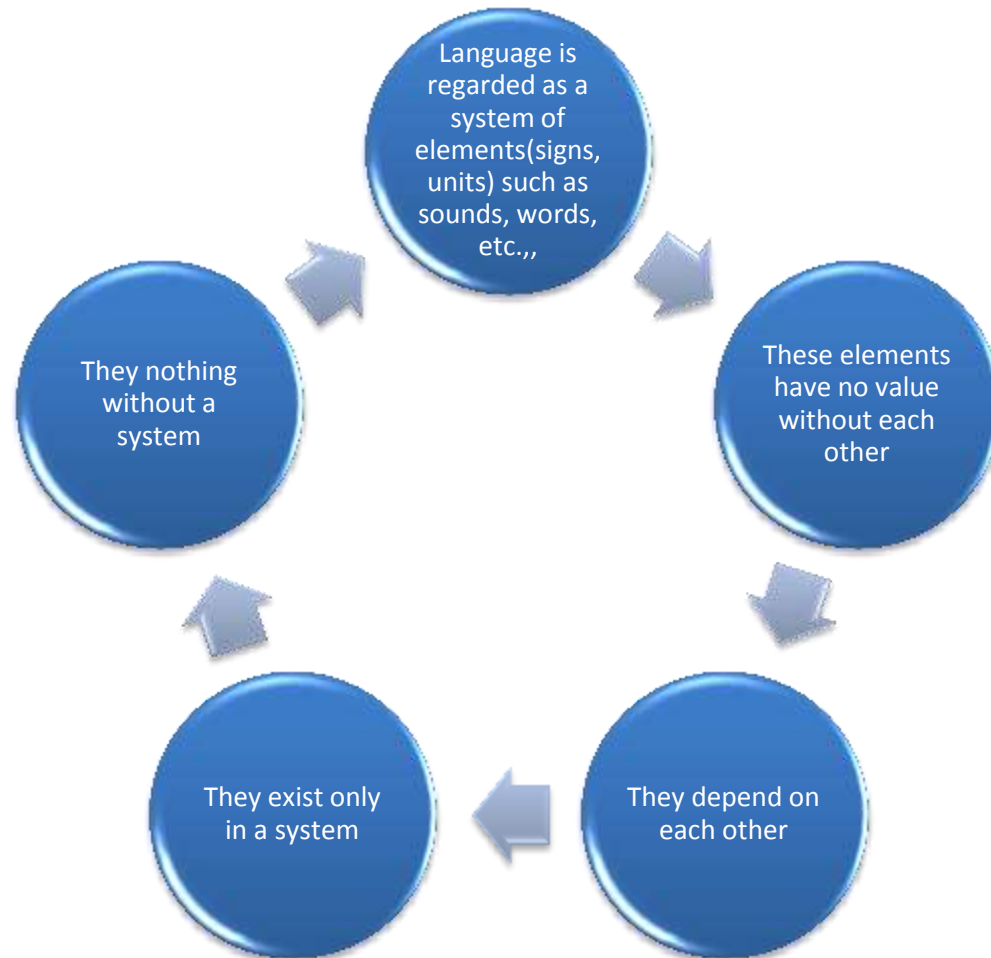 Language is
regarded as a
system of
elements(signs,
units) such as
sounds, words,
etc.,,
These elements
have no value
without each
other
They depend on
each other
They exist only
in a system
They nothing
without a
system